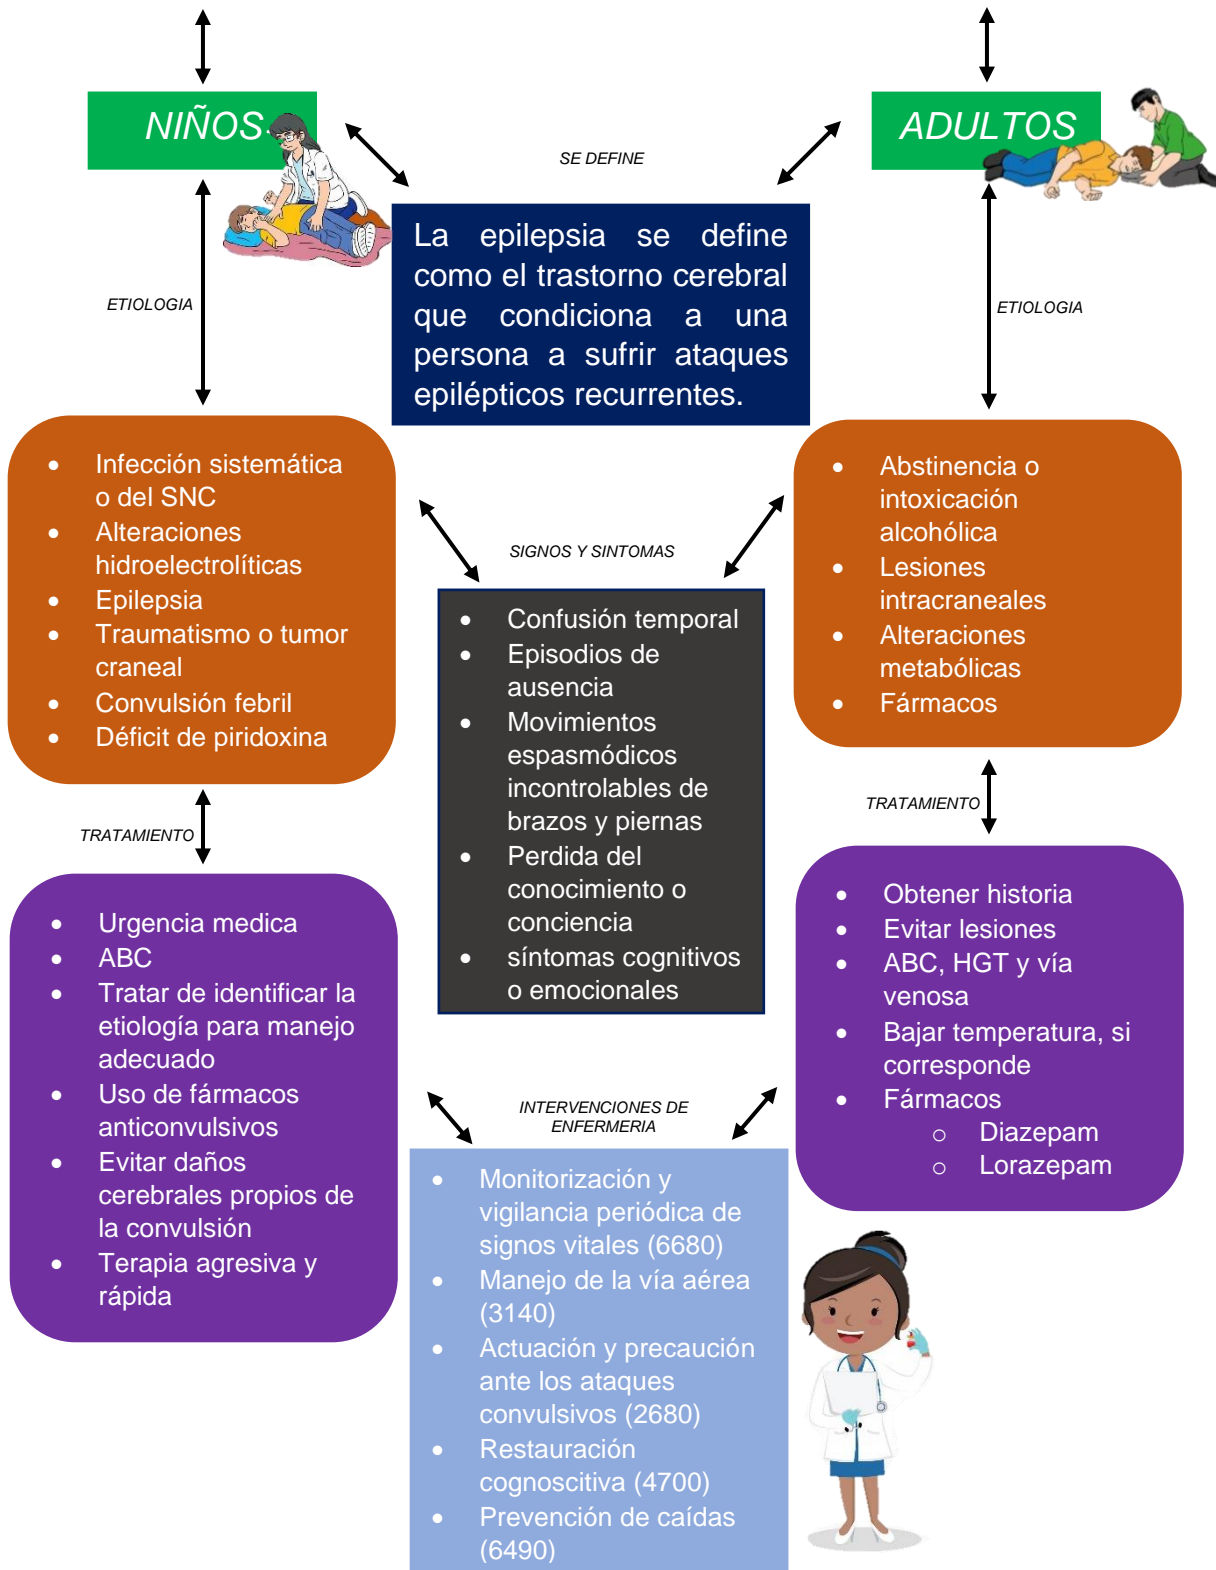 NIÑOS
ADULTOS
SE DEFINE
La epilepsia se define
como el trastorno cerebral
que condiciona a una
persona a sufrir ataques
epilépticos recurrentes.
ETIOLOGIA
ETIOLOGIA
• Infección sistemática
o del SNC
• Alteraciones
hidroelectrolíticas
• Epilepsia
• Traumatismo o tumor
craneal
• Convulsión febril
• Déficit de piridoxina
SIGNOS Y SINTOMAS
• Confusión temporal
• Episodios de
ausencia
• Movimientos
espasmódicos
incontrolables de
brazos y piernas
• Perdida del
conocimiento o
conciencia
• síntomas cognitivos
o emocionales
• Abstinencia o
intoxicación
alcohólica
• Lesiones
intracraneales
• Alteraciones
metabólicas
• Fármacos
TRATAMIENTO
TRATAMIENTO
• Urgencia medica
• ABC
• Tratar de identificar la
etiología para manejo
adecuado
• Uso de fármacos
anticonvulsivos
• Evitar daños
cerebrales propios de
la convulsión
• Terapia agresiva y
rápida
• Obtener historia
• Evitar lesiones
• ABC, HGT y vía
venosa
• Bajar temperatura, si
corresponde
• Fármacos
o Diazepam
o Lorazepam
INTERVENCIONES DE
ENFERMERIA
• Monitorización y
vigilancia periódica de
signos vitales (6680)
• Manejo de la vía aérea
(3140)
• Actuación y precaución
ante los ataques
convulsivos (2680)
• Restauración
cognoscitiva (4700)
• Prevención de caídas
(6490)